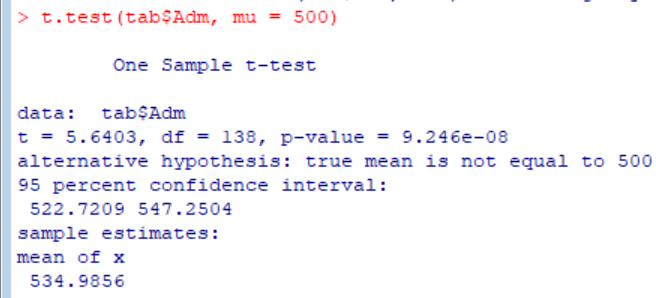 > t.test(tab$Adm, mu = 500)
One Sample t-test
data:  tab$Adm
t = 5.6403, df = 138, p-value = 9.246e-08
alternative hypothesis: true mean is not equal to 500
95 percent confidence interval:
 522.7209 547.2504
sample estimates:
mean of x
 534.9856